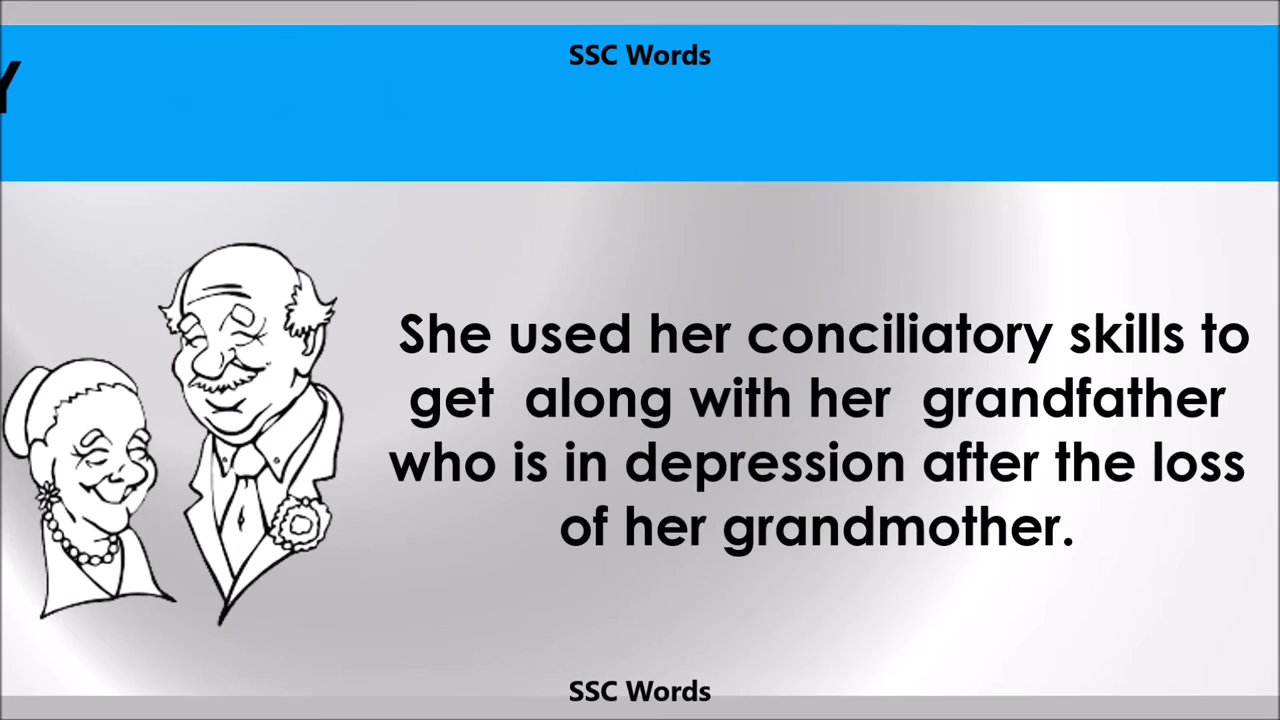 SSC Words
Y
She used her conciliatory skills to
get along with her grandfather
who is in depression after the loss
of her grandmother.
SSC Words